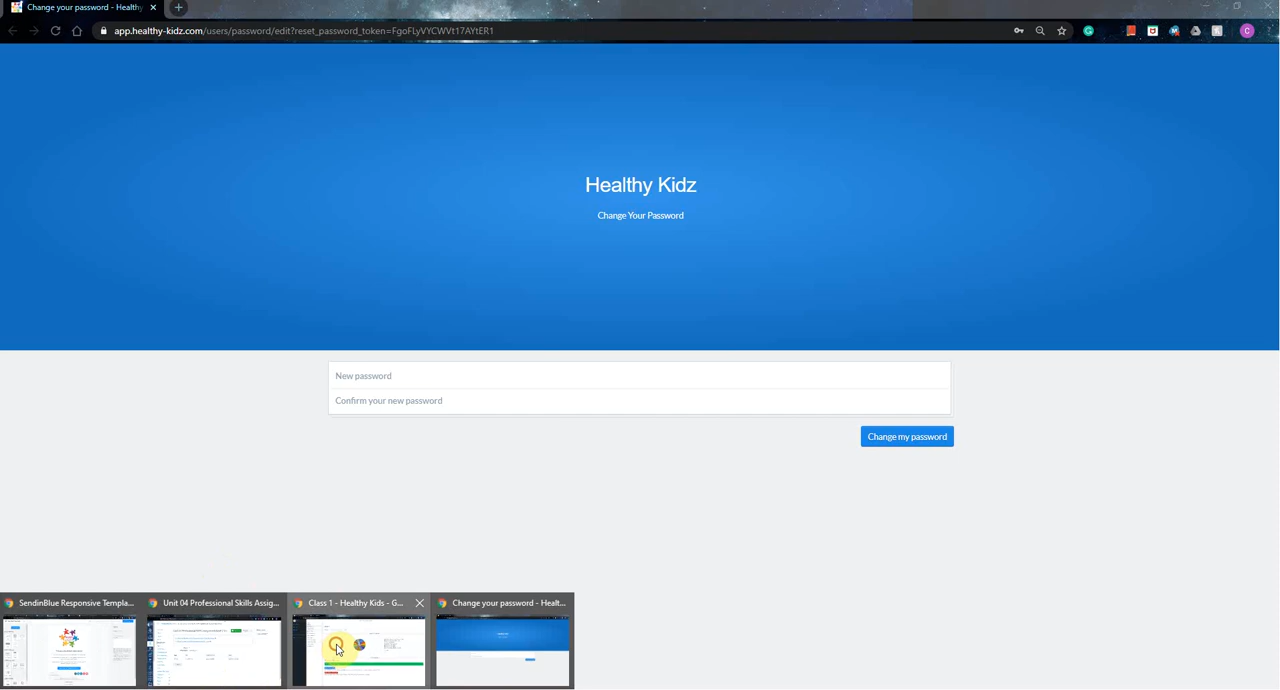 Change your password - Healthy
app.healthy-kidz.com/users/password/edit?reset_password_token=FgoFLyVYCWVt17AYtER1
Healthy Kidz
Change Your Password
New password
Confirm your new password
Change my password
SendinBlue Responsive Templa...
Unit 04 Professional Skills Assig...
Class 1 - Healthy Kids - G...
Change your password - Healt...